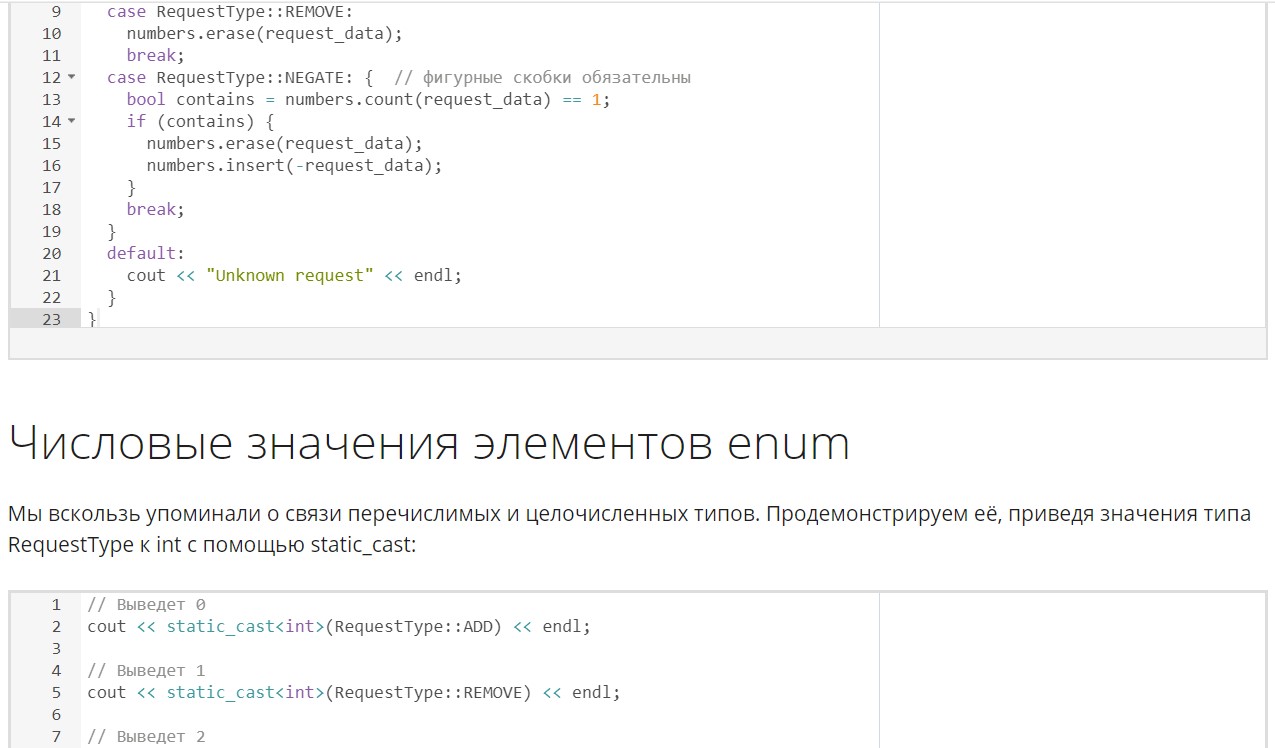 9 case RequestType::REMOVE:
10 numbers.erase(request_data);
11 break;
12 case RequestType::NEGATE: { // фигурные скобки обязательны
13 bool contains = numbers.count(request_data) == 1;
14 if (contains) {
15 numbers.erase(request_data);
16 numbers.insert(-request_data);
17 }
18 break;
19 }
20 default:
21 cout << "Unknown request" << endl;
22 }
23 }
Числовые значения элементов enum
Мы вскользь упоминали о связи перечислимых и целочисленных типов. Продемонстрируем её, приведя значения типа
RequestType к int с помощью static_cast:
1 // Выведет 0
2 cout << static_cast<int>(RequestType::ADD) << endl;
3
4 // Выведет 1
5 cout << static_cast<int>(RequestType::REMOVE) << endl;
6
7 // Выведет 2